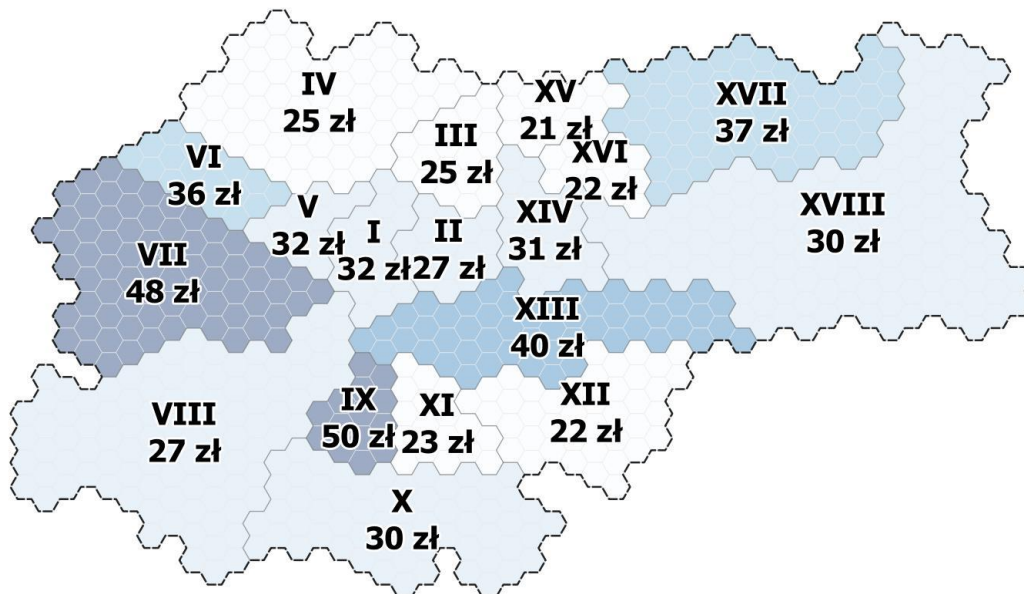 IV
25 zł
XV
21 zł
XVII
37 zł
III
25 zł
XVI
22 zł
VI
36 zł
V
32 zł
I
32 zł
II
27 zł
XIV
31 zł
XVIII
30 zł
VII
48 zł
XIII
40 zł
VIII
27 zł
IX
50 zł
XI
23 zł
XII
22 zł
X
30 zł